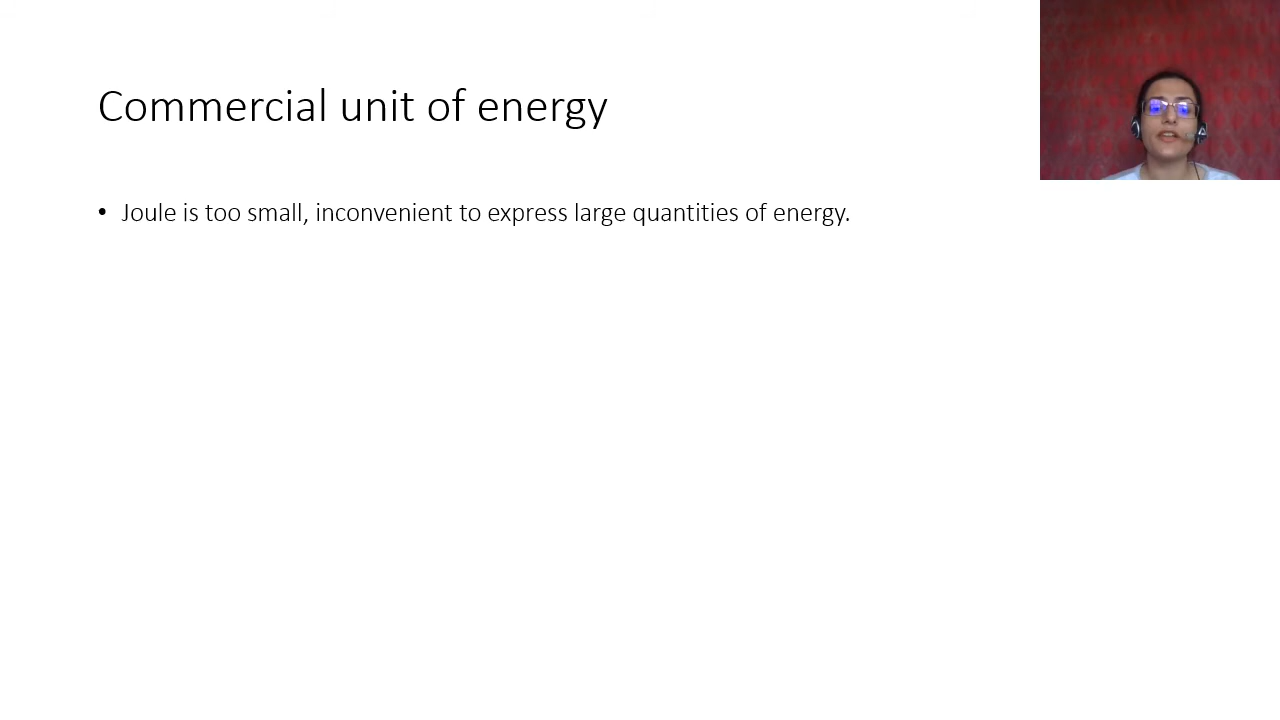 Commercial unit of energy
• Joule is too small, inconvenient to express large quantities of energy.